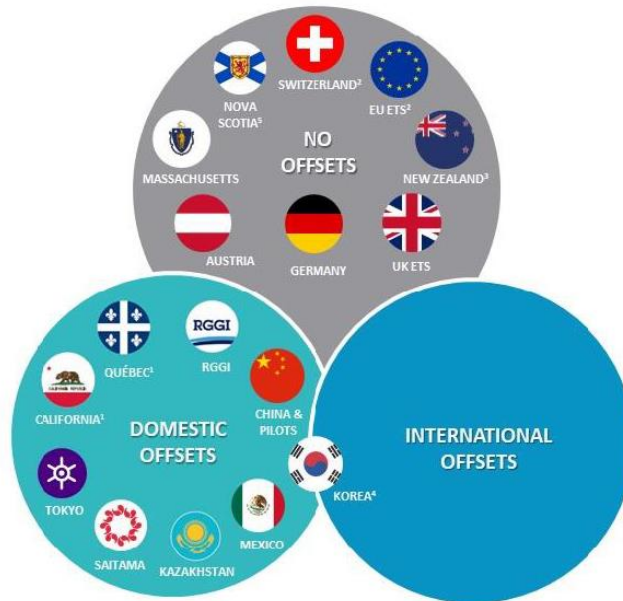 SWITZERLAND²
NOVA
SCOTIA⁵
EU ETS²
NO
OFFSETS
MASSACHUSETTS
NEW ZEALAND³
AUSTRIA
GERMANY
UK ETS
RGGI
QUÉBEC¹
RGGI
CALIFORNIA¹
CHINA &
PILOTS
DOMESTIC
OFFSETS
INTERNATIONAL
OFFSETS
TOKYO
KOREA⁴
SAITAMA
KAZAKHSTAN
MEXICO